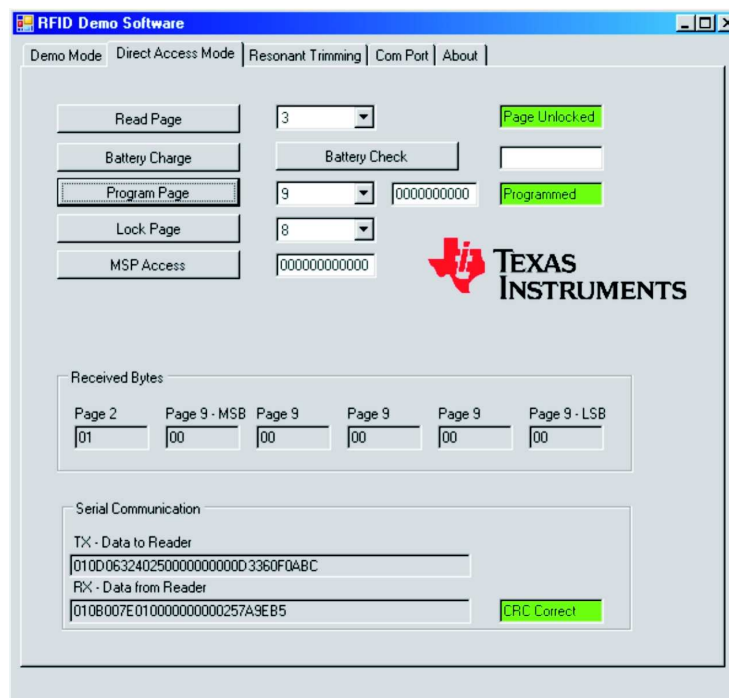 RFID Demo Software
Demo Mode Direct Access Mode Resonant Trimming Com Port About
Read Page 3 Page Unlocked
Battery Charge Battery Check
Program Page 9 0000000000 Programmed
Lock Page 8
MSP Access 000000000000
TEXAS
INSTRUMENTS
Received Bytes
Page 2 Page 9 - MSB Page 9 Page 9 Page 9 Page 9 - LSB
01 00 00 00 00 00
Serial Communication
TX - Data to Reader
010D063240250000000000D3360F0ABC
RX - Data from Reader
010B007E010000000000257A9EB5 CRC Correct